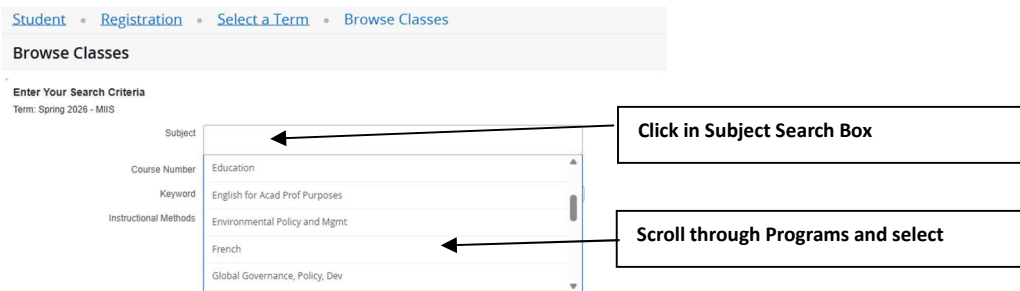 Student • Registration • Select a Term • Browse Classes
Browse Classes
Enter Your Search Criteria
Term: Spring 2026 - MIIS
Subject
Click in Subject Search Box
Course Number
Education
Keyword
English for Acad Prof Purposes
Instructional Methods
Environmental Policy and Mgmt
French
Scroll through Programs and select
Global Governance, Policy, Dev